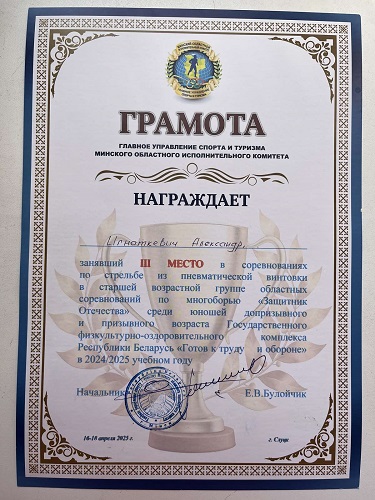 ГРАМОТА
ГЛАВНОЕ УПРАВЛЕНИЕ СПОРТА И ТУРИЗМА
МИНСКОГО ОБЛАСТНОГО ИСПОЛНИТЕЛЬНОГО КОМИТЕТА
НАГРАЖДАЕТ
Игнаткевич Александр,
занявший III МЕСТО в соревнованиях
по стрельбе из пневматической винтовки
в старшей возрастной группе областных
соревнований по многоборью «Защитник
Отечества» среди юношей допризывного
и призывного возраста Государственного
физкультурно-оздоровительного комплекса
Республики Беларусь «Готов к труду и обороне»
в 2024/2025 учебном году
Начальник Е.В.Булойчик
16-18 апреля 2025 г. г. Слуцк